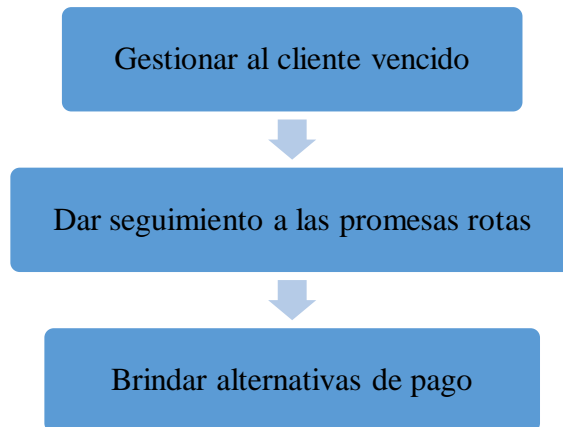 Gestionar al cliente vencido
Dar seguimiento a las promesas rotas
Brindar alternativas de pago